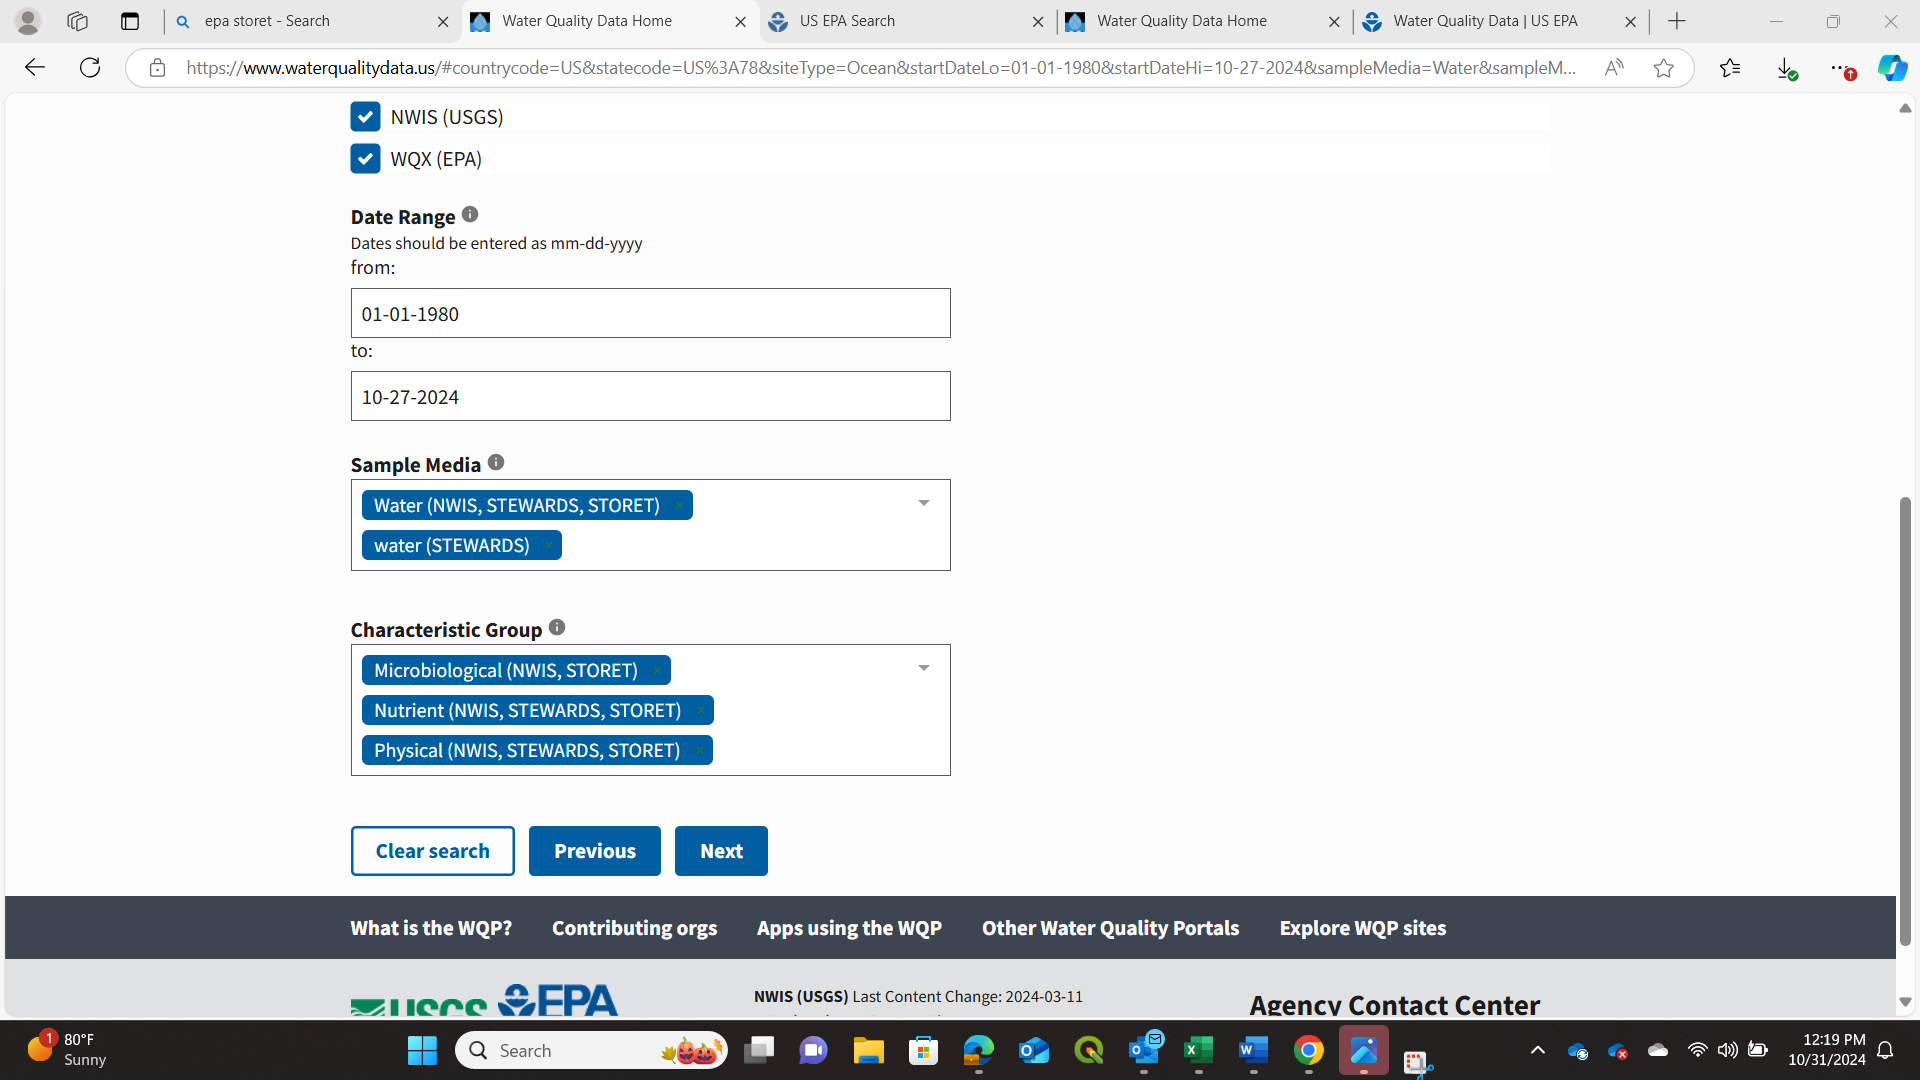 epa storet - Search
Water Quality Data Home
US EPA Search
Water Quality Data Home
Water Quality Data | US EPA
https://www.waterqualitydata.us/#countrycode=US&statecode=US%3A78&siteType=Ocean&startDateLo=01-01-1980&startDateHi=10-27-2024&sampleMedia=Water&sampleM...
NWIS (USGS)
WQX (EPA)
Date Range
Dates should be entered as mm-dd-yyyy
from:
01-01-1980
to:
10-27-2024
Sample Media
Water (NWIS, STEWARDS, STORET) ×
water (STEWARDS) ×
Characteristic Group
Microbiological (NWIS, STORET) ×
Nutrient (NWIS, STEWARDS, STORET) ×
Physical (NWIS, STEWARDS, STORET) ×
Clear search
Previous
Next
What is the WQP?
Contributing orgs
Apps using the WQP
Other Water Quality Portals
Explore WQP sites
USGS
EPA
NWIS (USGS) Last Content Change: 2024-03-11
Agency Contact Center
1
80°F
Sunny
Search
12:19 PM
10/31/2024